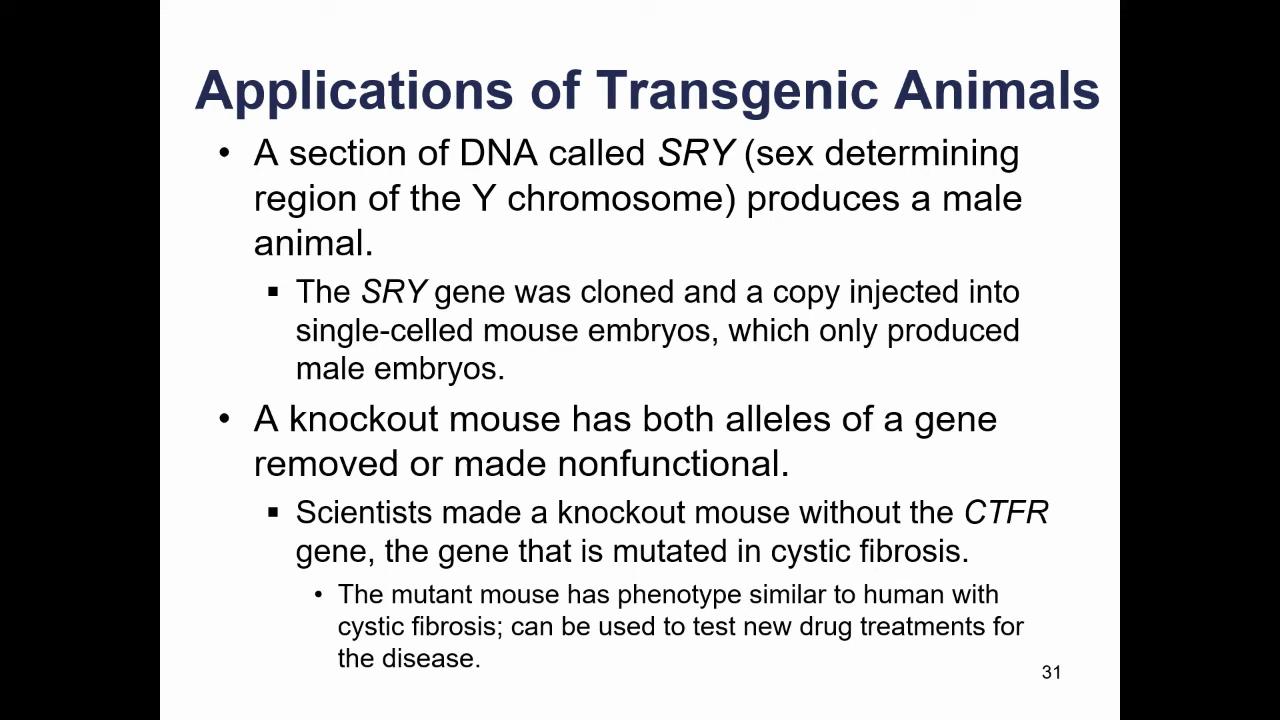 Applications of Transgenic Animals
• A section of DNA called SRY (sex determining
region of the Y chromosome) produces a male
animal.
▪ The SRY gene was cloned and a copy injected into
single-celled mouse embryos, which only produced
male embryos.
• A knockout mouse has both alleles of a gene
removed or made nonfunctional.
▪ Scientists made a knockout mouse without the CTFR
gene, the gene that is mutated in cystic fibrosis.
• The mutant mouse has phenotype similar to human with
cystic fibrosis; can be used to test new drug treatments for
the disease.
31